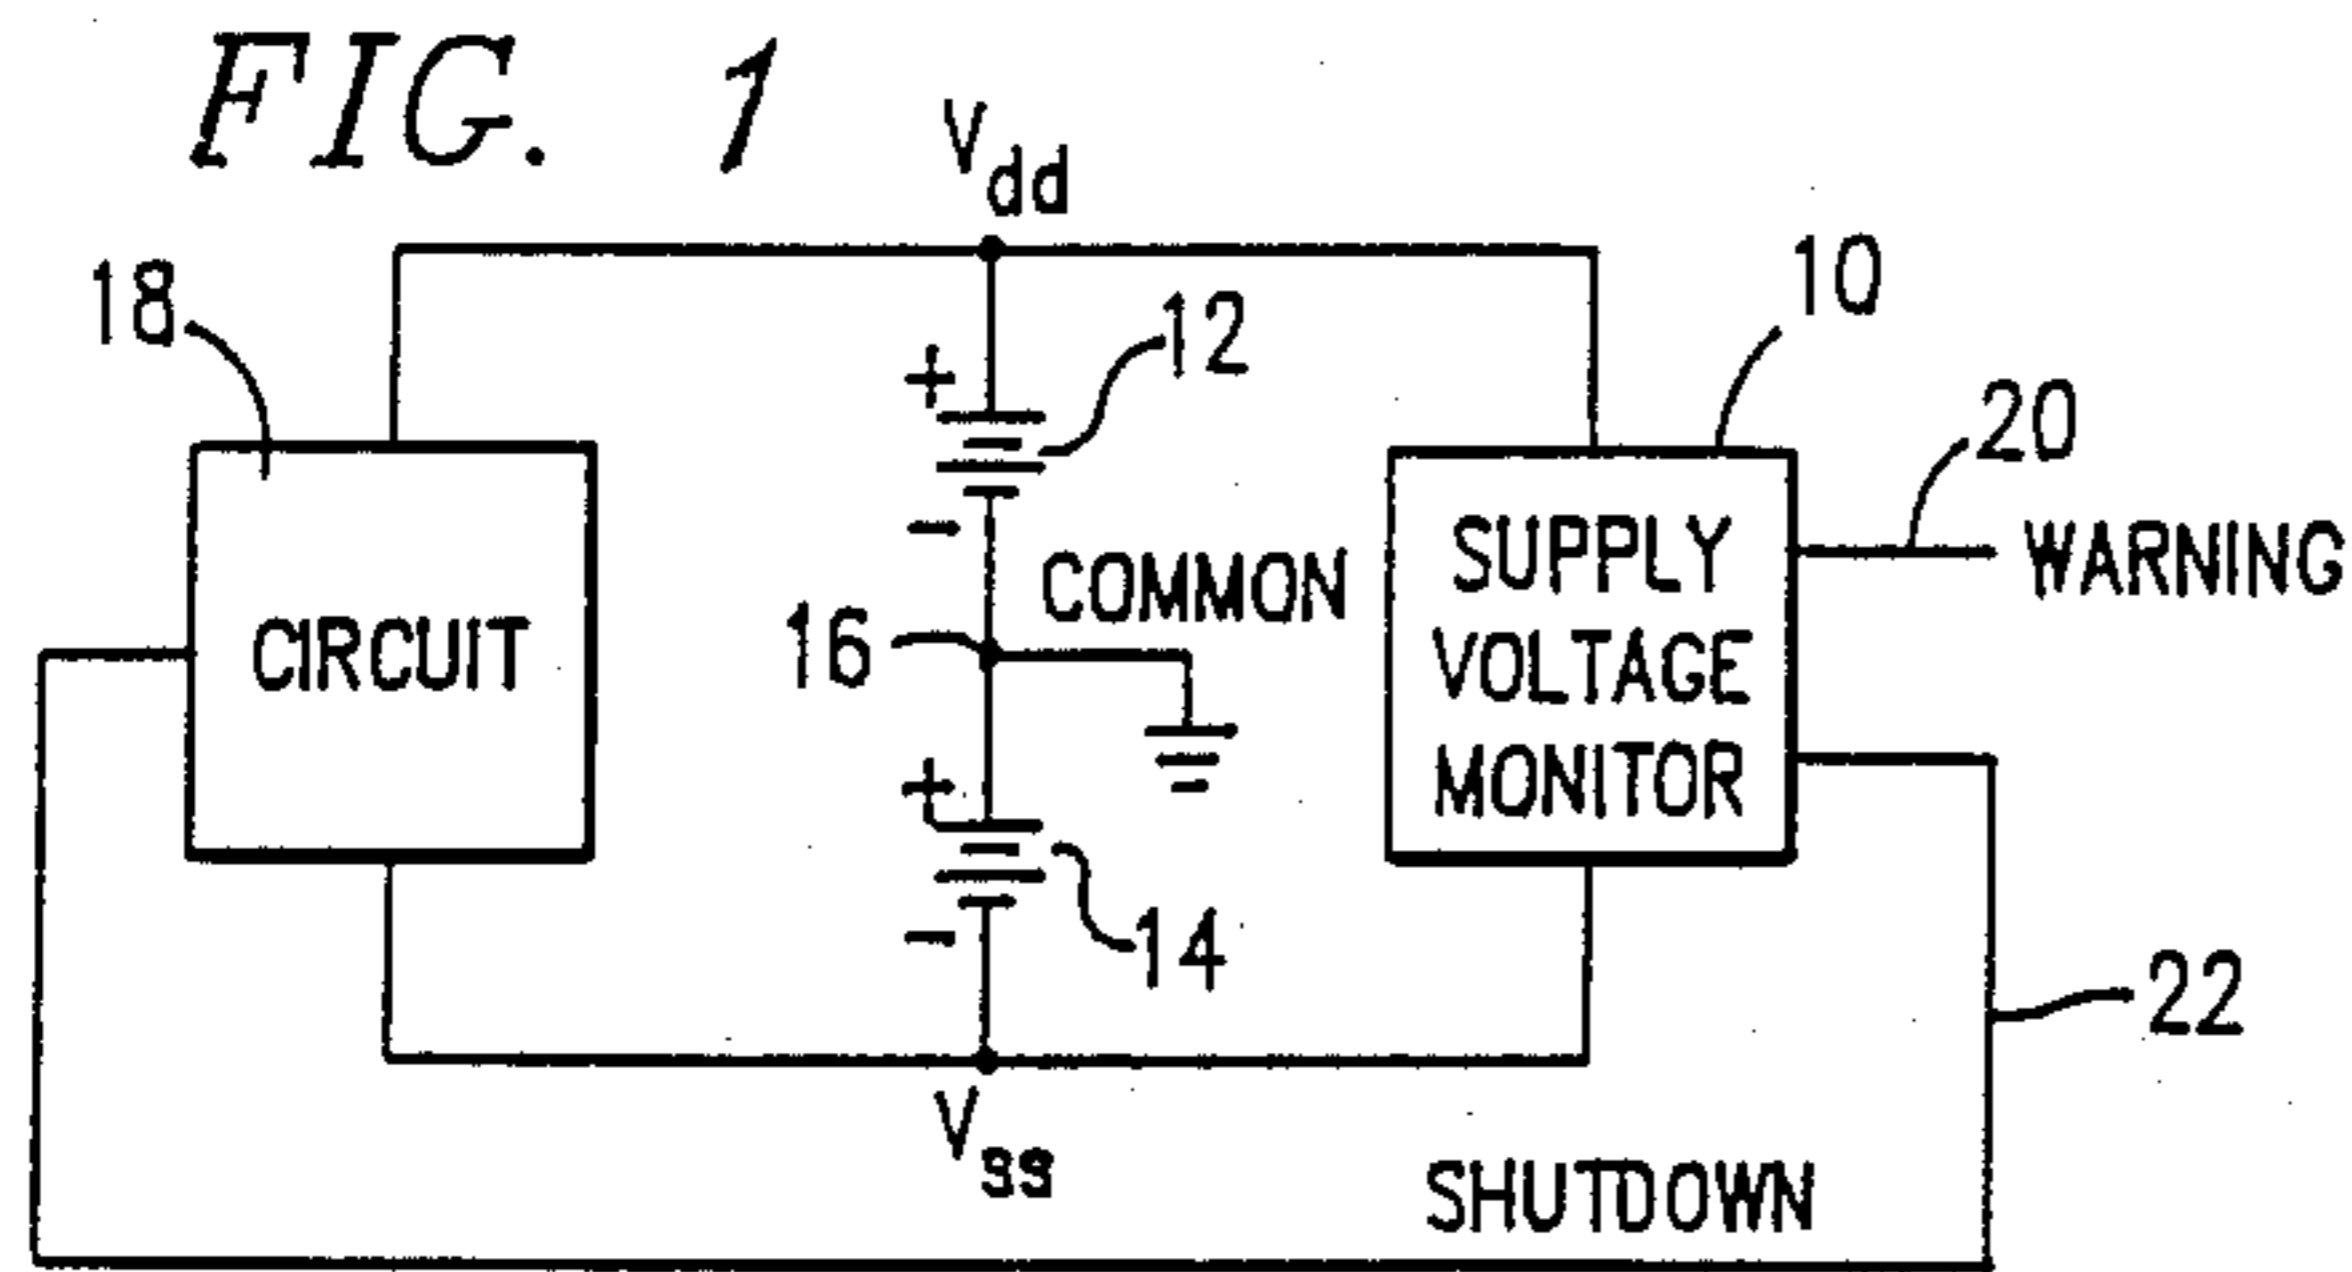 FIG. 1
Vdd
18
12
10
20
WARNING
COMMON
SUPPLY
VOLTAGE
MONITOR
CIRCUIT
16
+
-
+
-
14
22
Vss
SHUTDOWN